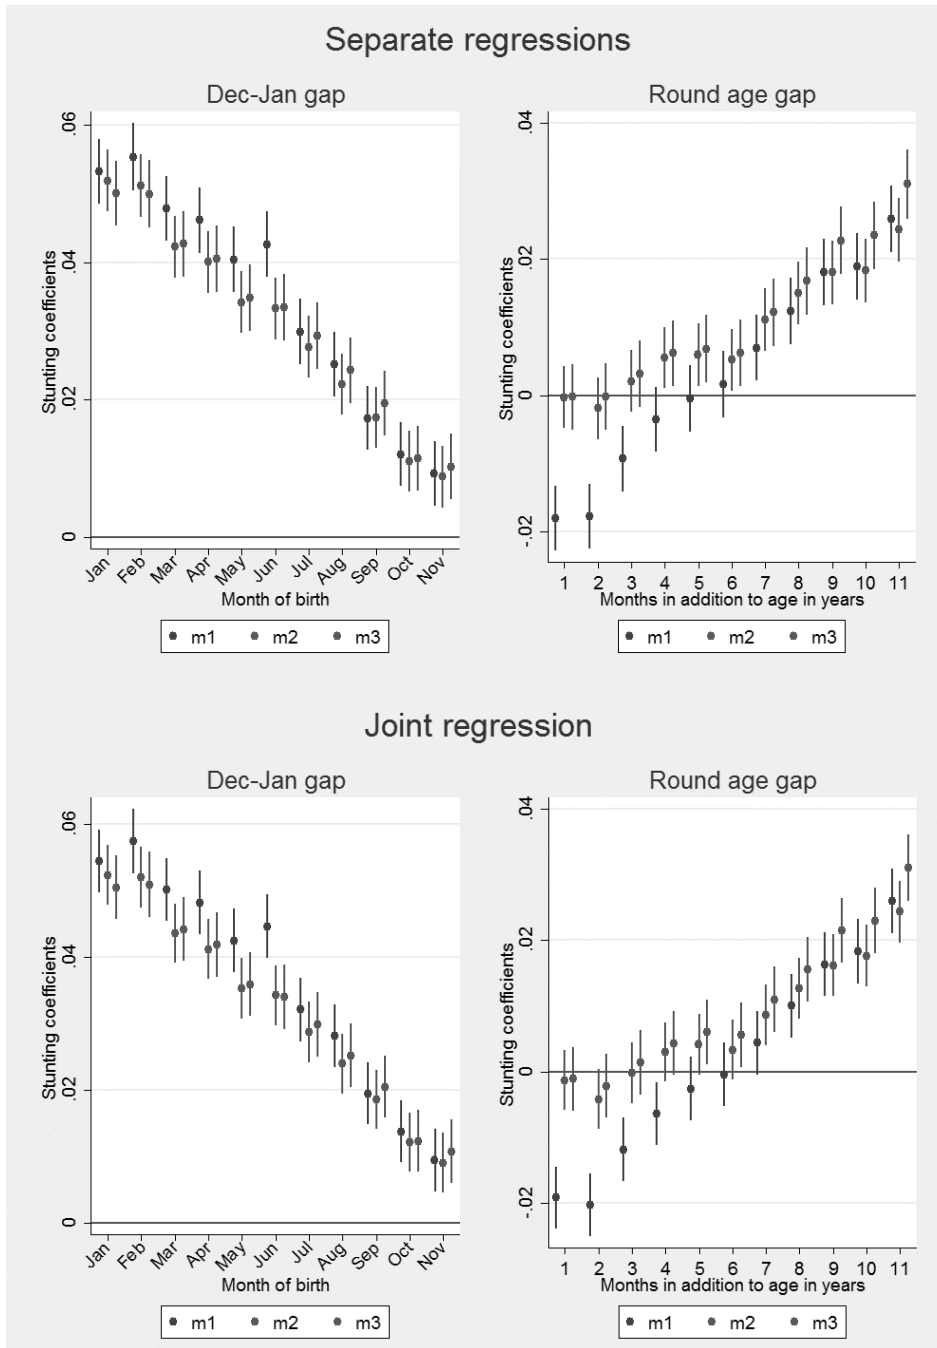 Separate regressions
Dec-Jan gap
Stunting coefficients
.06
.04
.02
0
Jan Feb Mar Apr May Jun Jul Aug Sep Oct Nov
Month of birth
m1 m2 m3
Round age gap
Stunting coefficients
.04
.02
0
-.02
1 2 3 4 5 6 7 8 9 10 11
Months in addition to age in years
m1 m2 m3
Joint regression
Dec-Jan gap
Stunting coefficients
.06
.04
.02
0
Jan Feb Mar Apr May Jun Jul Aug Sep Oct Nov
Month of birth
m1 m2 m3
Round age gap
Stunting coefficients
.04
.02
0
-.02
1 2 3 4 5 6 7 8 9 10 11
Months in addition to age in years
m1 m2 m3